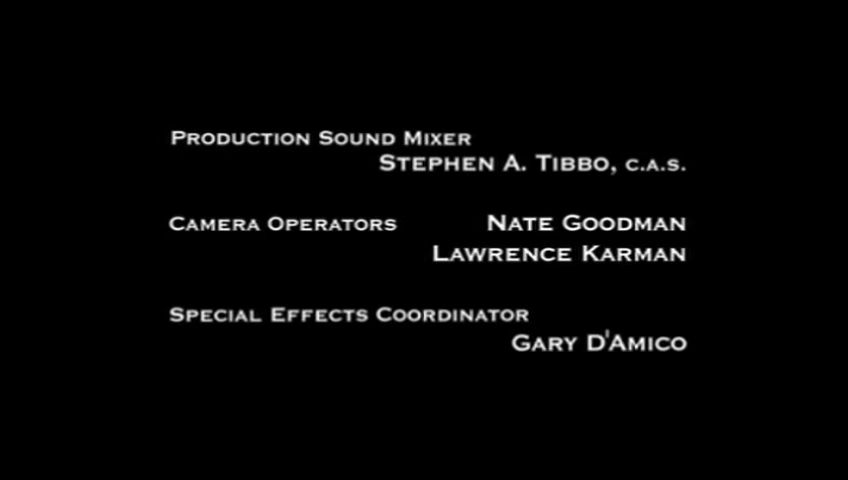 PRODUCTION SOUND MIXER
STEPHEN A. TIBBO, C.A.S.
CAMERA OPERATORS NATE GOODMAN
LAWRENCE KARMAN
SPECIAL EFFECTS COORDINATOR
GARY D'AMICO